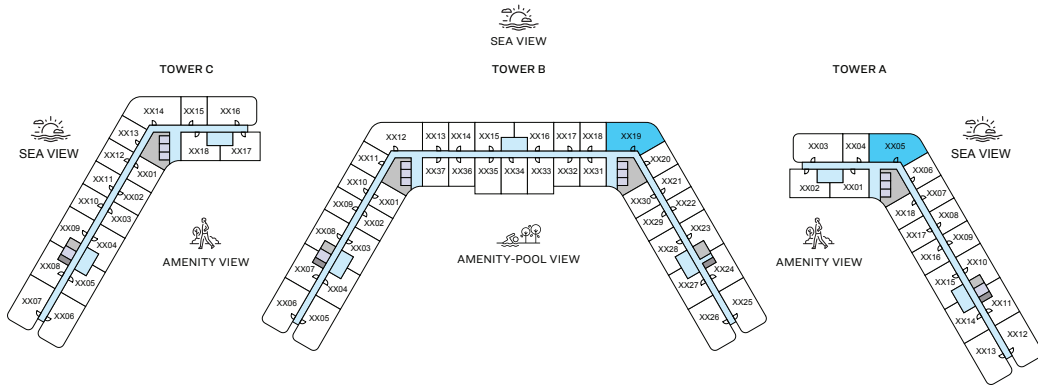 SEA VIEW
TOWER C
TOWER B
TOWER A
XX14
XX15
XX16
XX13
XX12
XX11
XX10
XX09
XX08
XX07
XX18
XX17
XX01
XX02
XX03
XX04
XX05
XX06
SEA VIEW
AMENITY VIEW
XX12
XX13
XX14
XX15
XX16
XX17
XX18
XX19
XX11
XX10
XX09
XX08
XX07
XX06
XX37
XX36
XX35
XX34
XX33
XX32
XX31
XX01
XX02
XX03
XX04
XX05
XX20
XX21
XX22
XX23
XX24
XX25
XX30
XX29
XX28
XX27
XX26
AMENITY-POOL VIEW
XX03
XX04
XX05
XX02
XX01
XX06
XX07
XX08
XX09
XX10
XX11
XX12
XX18
XX17
XX16
XX15
XX14
XX13
SEA VIEW
AMENITY VIEW